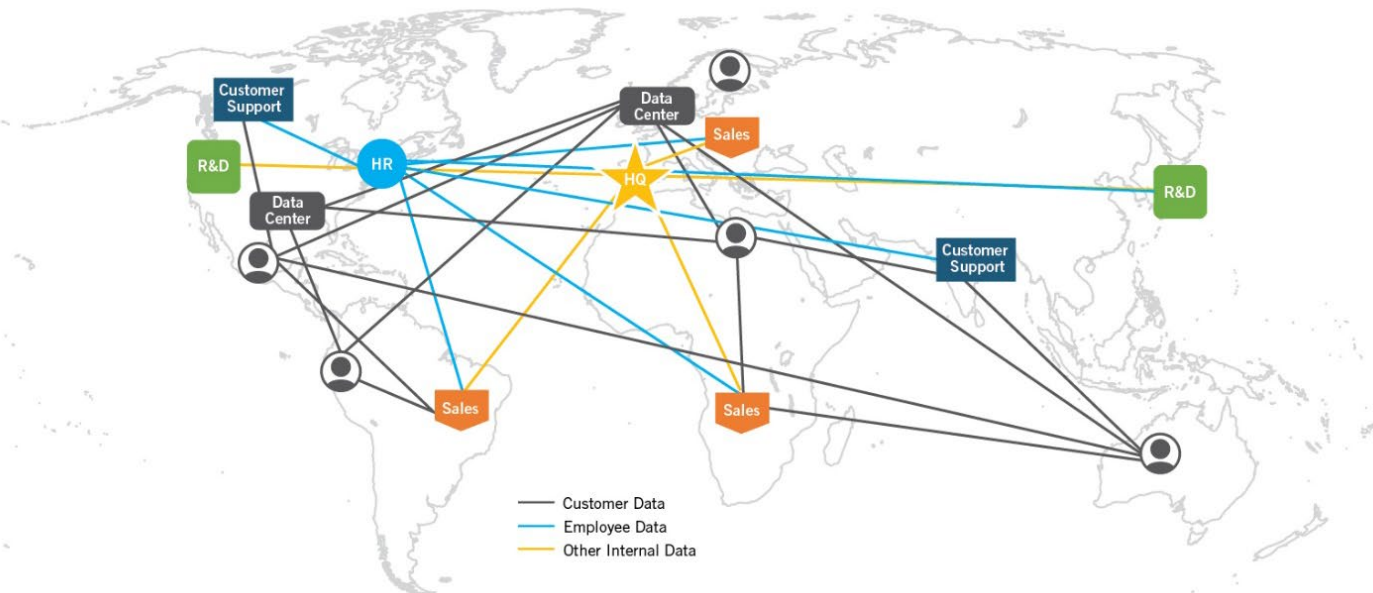 Customer
Support
Data
Center
Sales
R&D
HR
HQ
R&D
Data
Center
Customer
Support
Sales
Sales
Customer Data
Employee Data
Other Internal Data